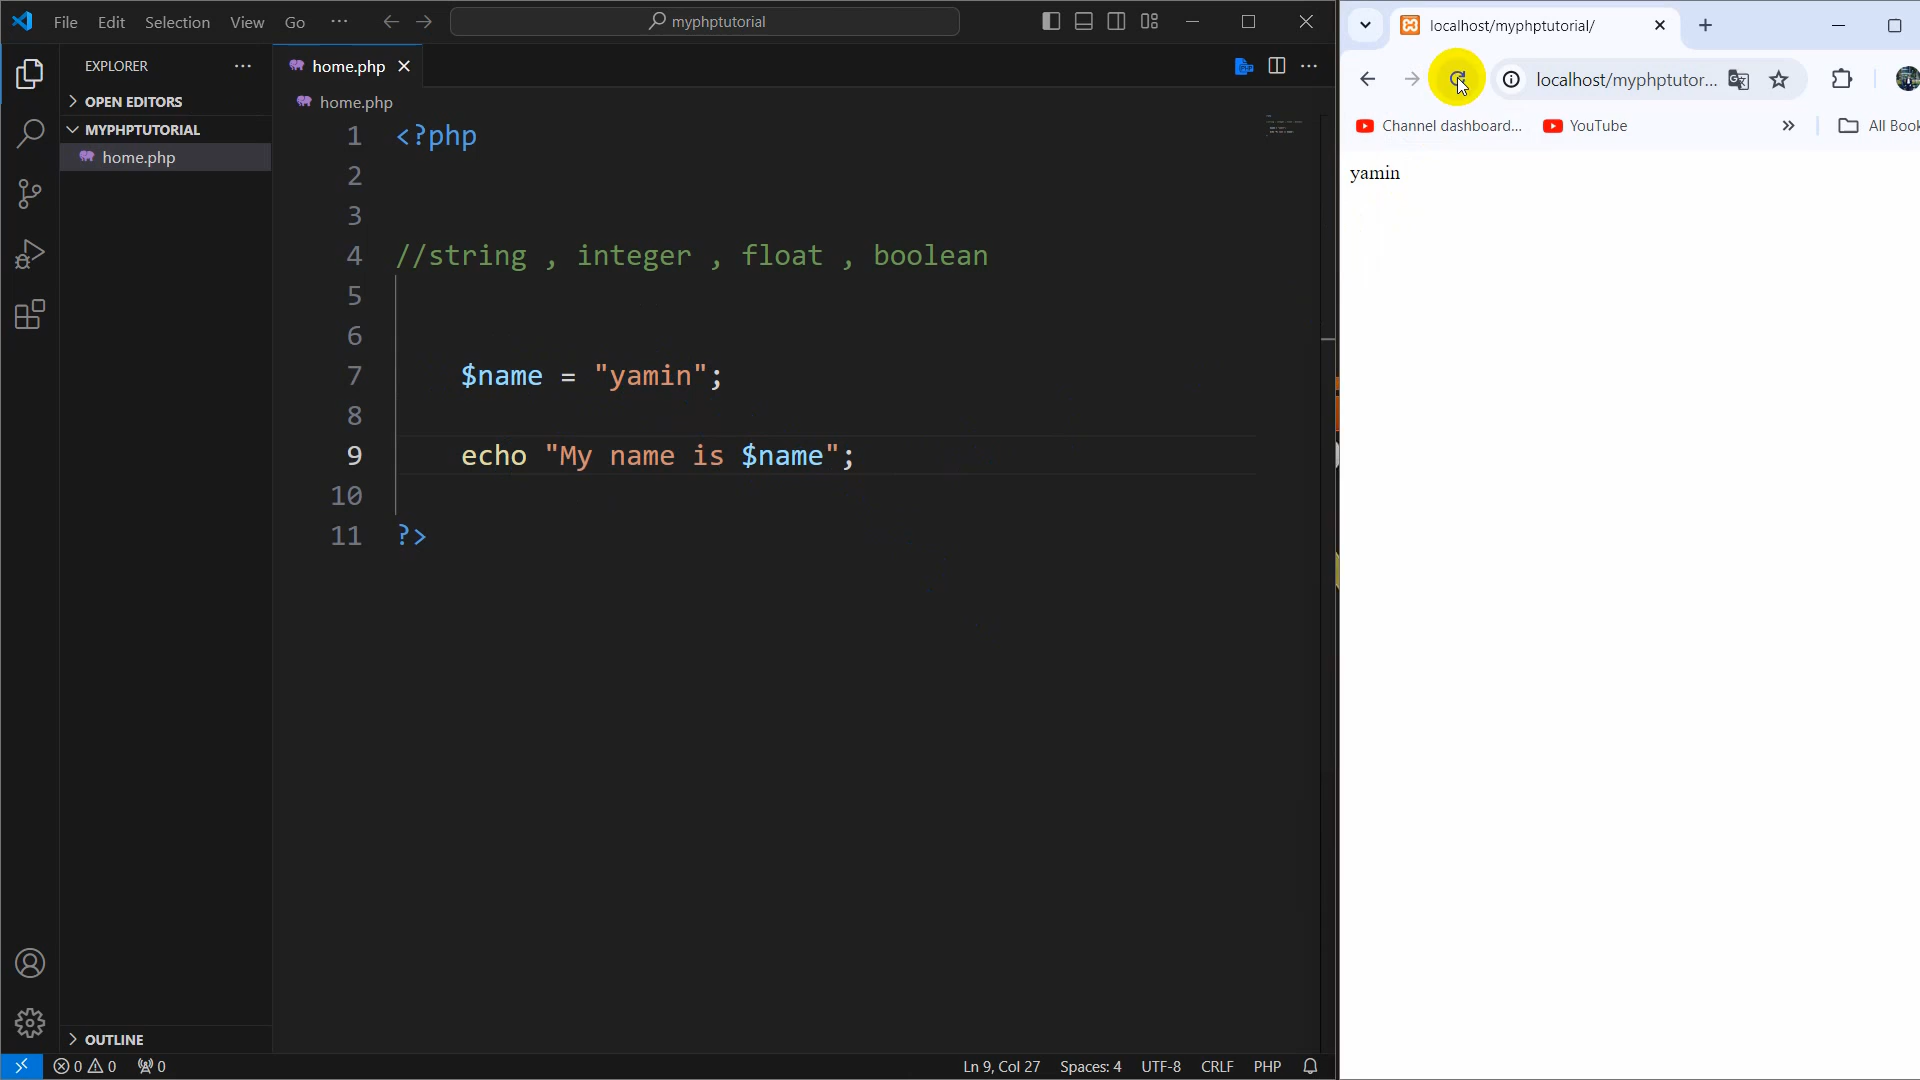 File Edit Selection View Go ··· myphptutorial
EXPLORER ···
OPEN EDITORS
MYPHPTUTORIAL
home.php
home.php
home.php
1 <?php
2
3
4 //string , integer , float , boolean
5
6
7 $name = "yamin";
8
9 echo "My name is $name";
10
11 ?>
OUTLINE
0 0 0 Ln 9, Col 27 Spaces: 4 UTF-8 CRLF PHP
localhost/myphptutorial/
localhost/myphptutor...
Channel dashboard... YouTube » All Book
yamin